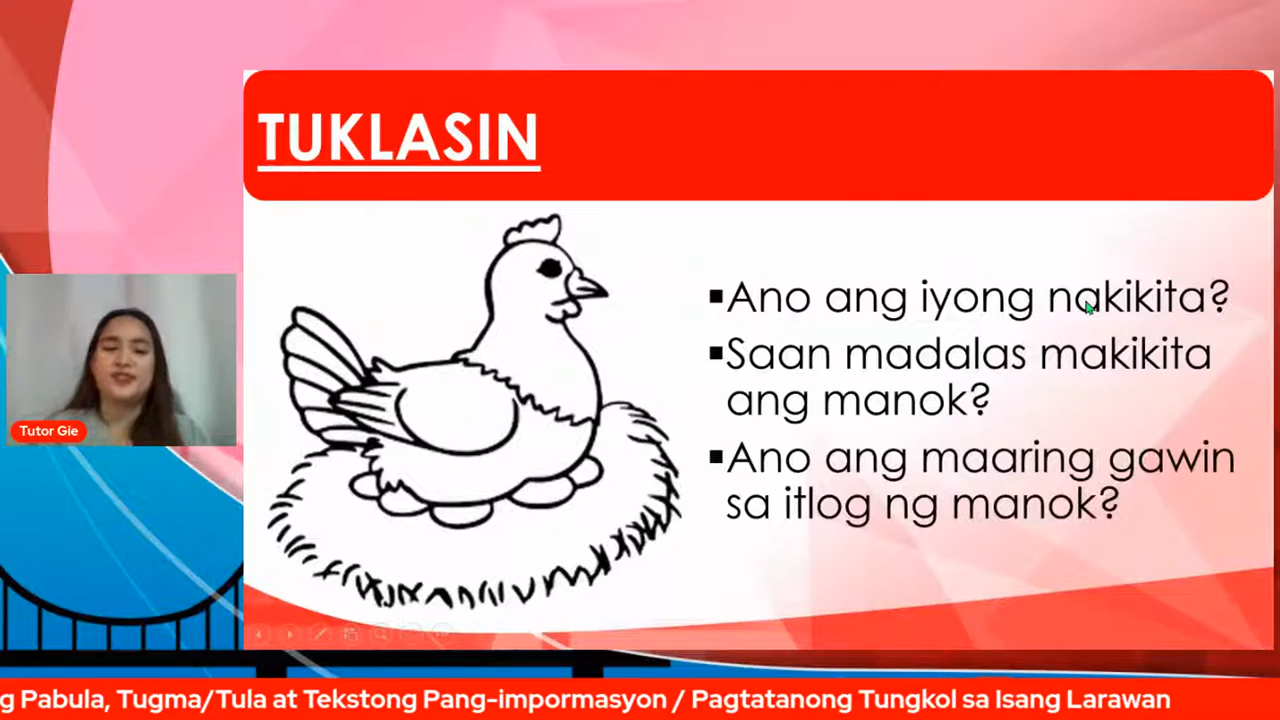 TUKLASIN
▪Ano ang iyong nakikita?
▪Saan madalas makikita
ang manok?
▪Ano ang maaring gawin
sa itlog ng manok?
Tutor Gie
g Pabula, Tugma/Tula at Tekstong Pang-impormasyon / Pagtatanong Tungkol sa Isang Larawan